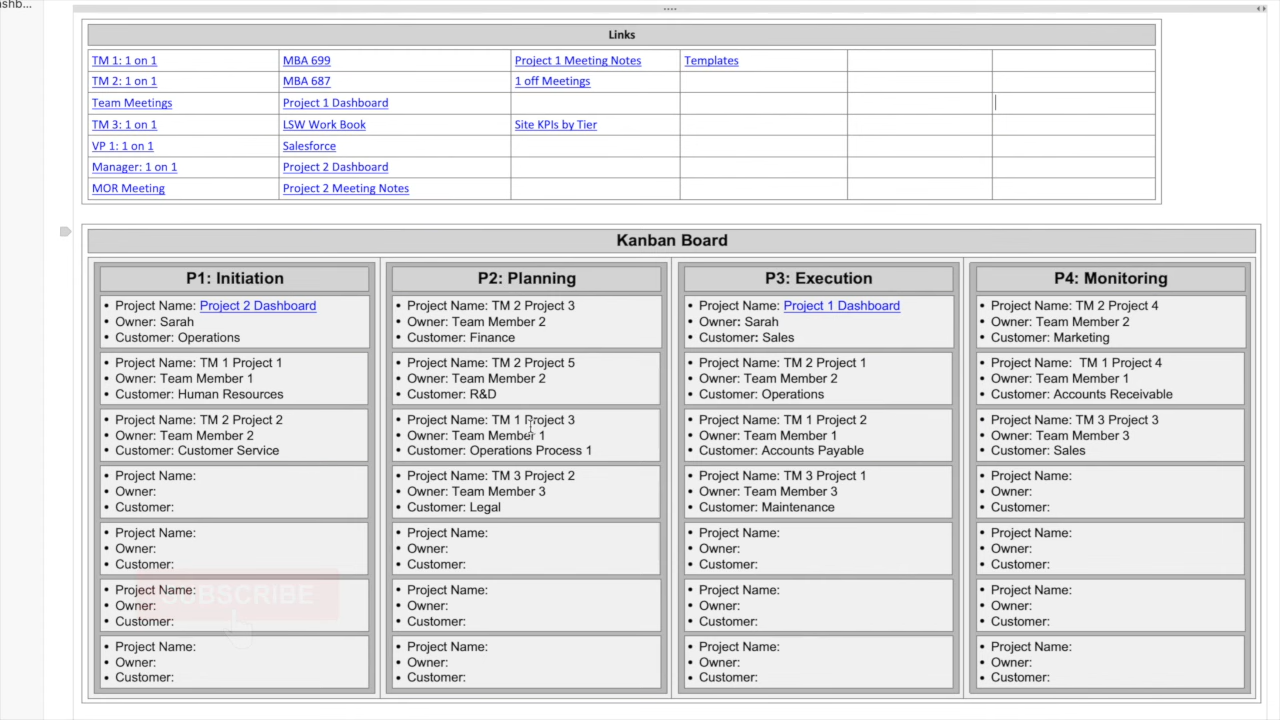 ashb...
Links
TM 1: 1 on 1 MBA 699 Project 1 Meeting Notes Templates
TM 2: 1 on 1 MBA 687 1 off Meetings
Team Meetings Project 1 Dashboard
TM 3: 1 on 1 LSW Work Book Site KPIs by Tier
VP 1: 1 on 1 Salesforce
Manager: 1 on 1 Project 2 Dashboard
MOR Meeting Project 2 Meeting Notes
Kanban Board
P1: Initiation
• Project Name: Project 2 Dashboard
• Owner: Sarah
• Customer: Operations
• Project Name: TM 1 Project 1
• Owner: Team Member 1
• Customer: Human Resources
• Project Name: TM 2 Project 2
• Owner: Team Member 2
• Customer: Customer Service
• Project Name:
• Owner:
• Customer:
• Project Name:
• Owner:
• Customer:
• Project Name:
• Owner:
• Customer:
SUBSCRIBE
• Project Name:
• Owner:
• Customer:
P2: Planning
• Project Name: TM 2 Project 3
• Owner: Team Member 2
• Customer: Finance
• Project Name: TM 2 Project 5
• Owner: Team Member 2
• Customer: R&D
• Project Name: TM 1 Project 3
• Owner: Team Member 1
• Customer: Operations Process 1
• Project Name: TM 3 Project 2
• Owner: Team Member 3
• Customer: Legal
• Project Name:
• Owner:
• Customer:
• Project Name:
• Owner:
• Customer:
• Project Name:
• Owner:
• Customer:
P3: Execution
• Project Name: Project 1 Dashboard
• Owner: Sarah
• Customer: Sales
• Project Name: TM 2 Project 1
• Owner: Team Member 2
• Customer: Operations
• Project Name: TM 1 Project 2
• Owner: Team Member 1
• Customer: Accounts Payable
• Project Name: TM 3 Project 1
• Owner: Team Member 3
• Customer: Maintenance
• Project Name:
• Owner:
• Customer:
• Project Name:
• Owner:
• Customer:
• Project Name:
• Owner:
• Customer:
P4: Monitoring
• Project Name: TM 2 Project 4
• Owner: Team Member 2
• Customer: Marketing
• Project Name: TM 1 Project 4
• Owner: Team Member 1
• Customer: Accounts Receivable
• Project Name: TM 3 Project 3
• Owner: Team Member 3
• Customer: Sales
• Project Name:
• Owner:
• Customer:
• Project Name:
• Owner:
• Customer:
• Project Name:
• Owner:
• Customer:
• Project Name:
• Owner:
• Customer: